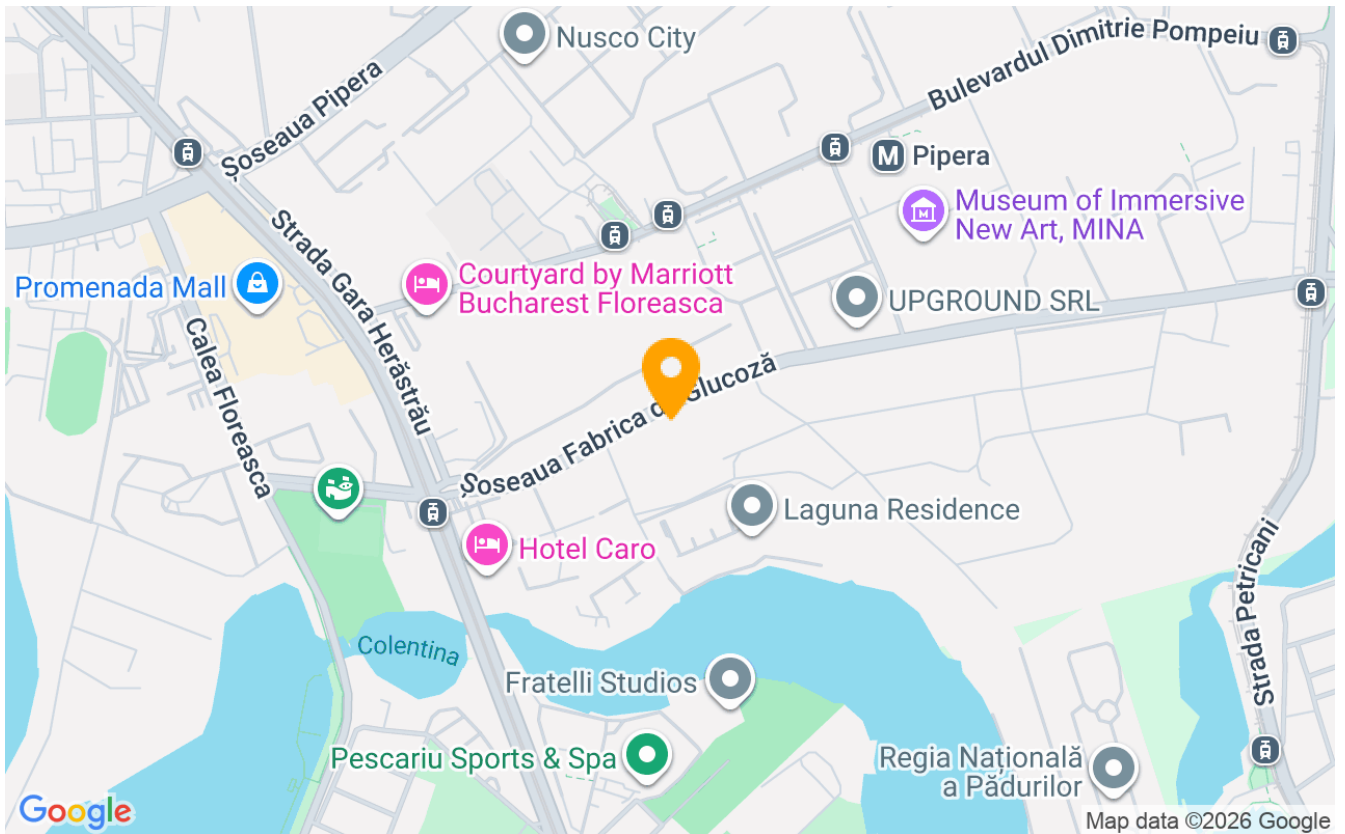 Nusco City
Bulevardul Dimitrie Pompeiu
Șoseaua Pipera
M Pipera
Museum of Immersive
New Art, MINA
Strada Gara Herăstrău
Courtyard by Marriott
Bucharest Floreasca
Promenada Mall
UPGROUND SRL
Calea Floreasca
Șoseaua Fabrica de Glucoză
Laguna Residence
Hotel Caro
Strada Petricani
Colentina
Fratelli Studios
Pescariu Sports & Spa
Regia Națională
a Pădurilor
Google
Map data ©2026 Google